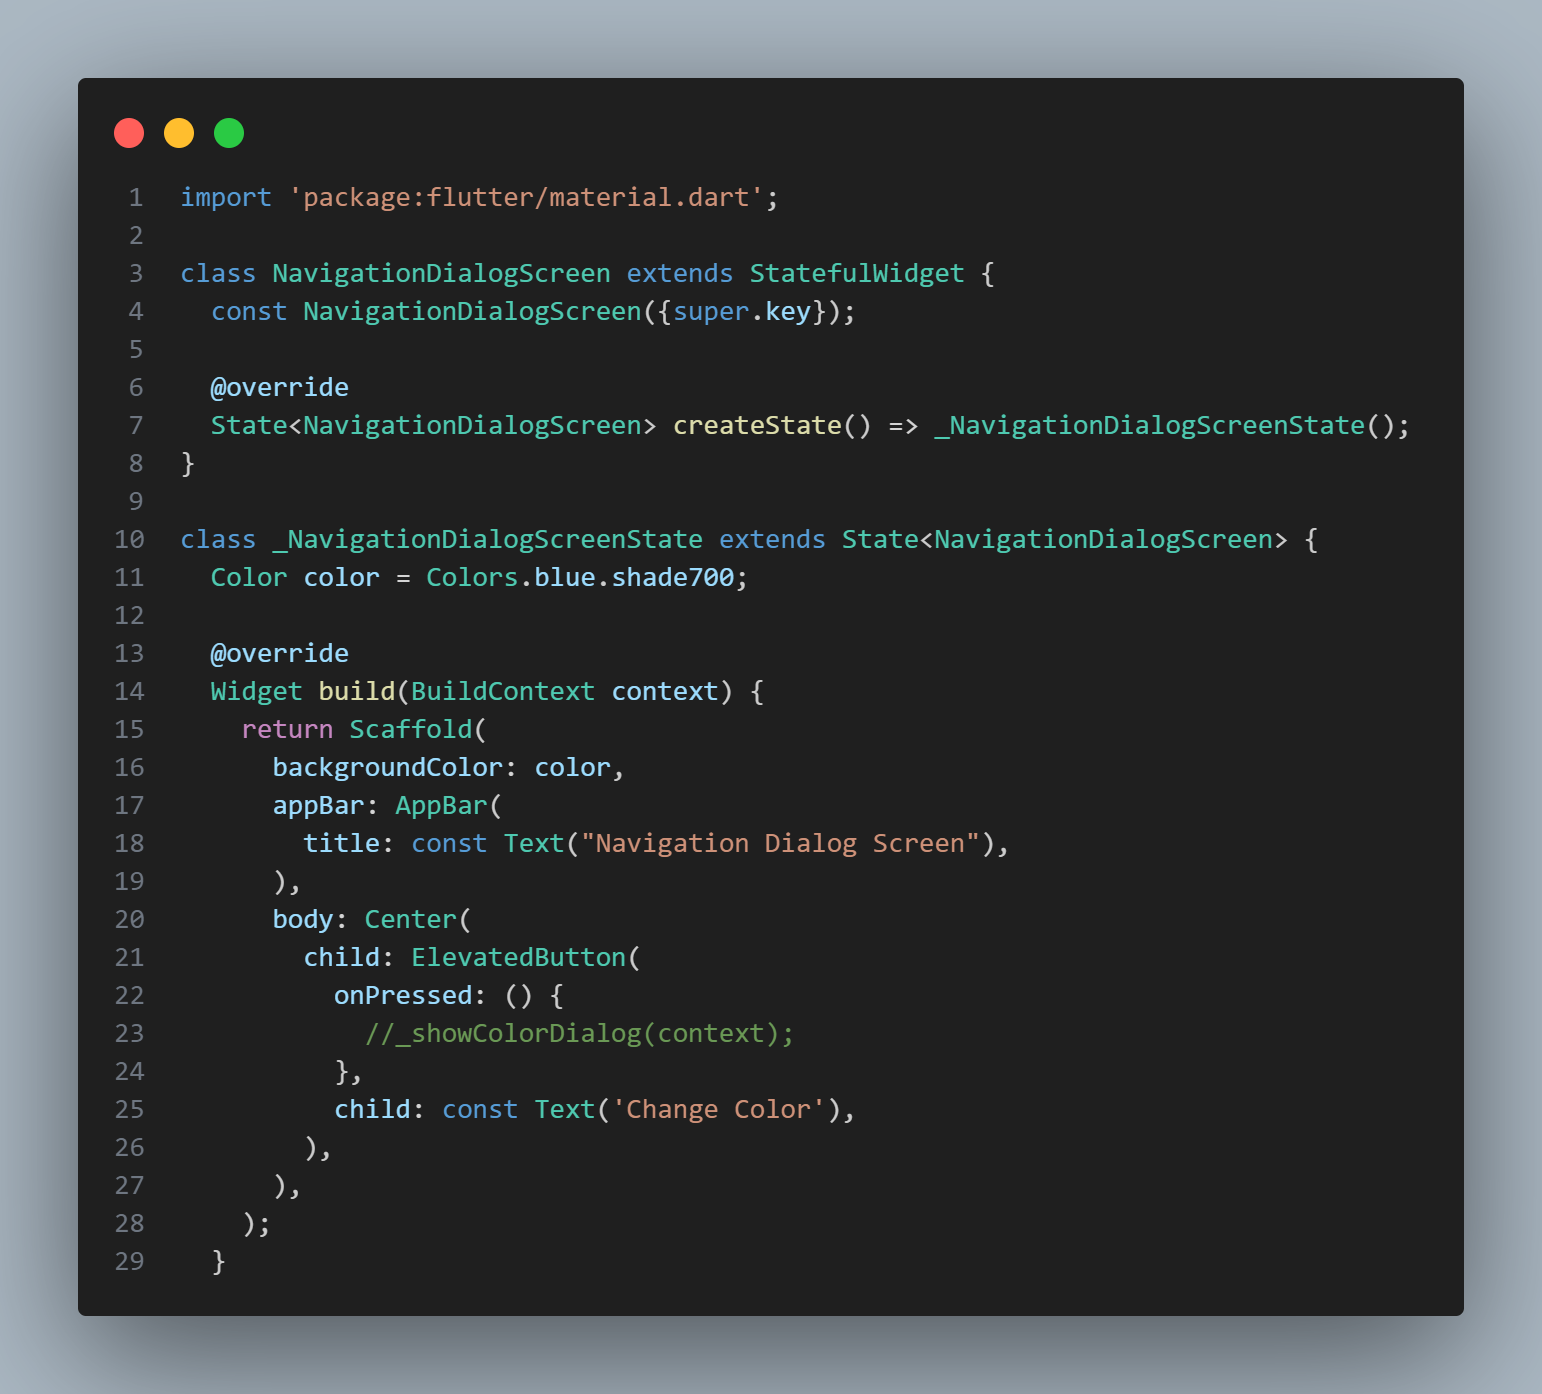 1 import 'package:flutter/material.dart';
2
3 class NavigationDialogScreen extends StatefulWidget {
4   const NavigationDialogScreen({super.key});
5
6   @override
7   State<NavigationDialogScreen> createState() => _NavigationDialogScreenState();
8 }
9
10 class _NavigationDialogScreenState extends State<NavigationDialogScreen> {
11   Color color = Colors.blue.shade700;
12
13   @override
14   Widget build(BuildContext context) {
15     return Scaffold(
16       backgroundColor: color,
17       appBar: AppBar(
18         title: const Text("Navigation Dialog Screen"),
19       ),
20       body: Center(
21         child: ElevatedButton(
22           onPressed: () {
23             //_showColorDialog(context);
24           },
25           child: const Text('Change Color'),
26         ),
27       ),
28     );
29   }